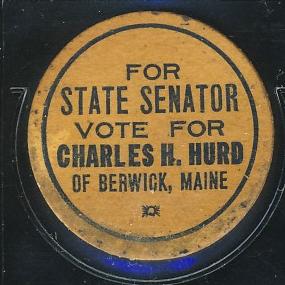 FOR
STATE SENATOR
VOTE FOR
CHARLES H. HURD
OF BERWICK, MAINE